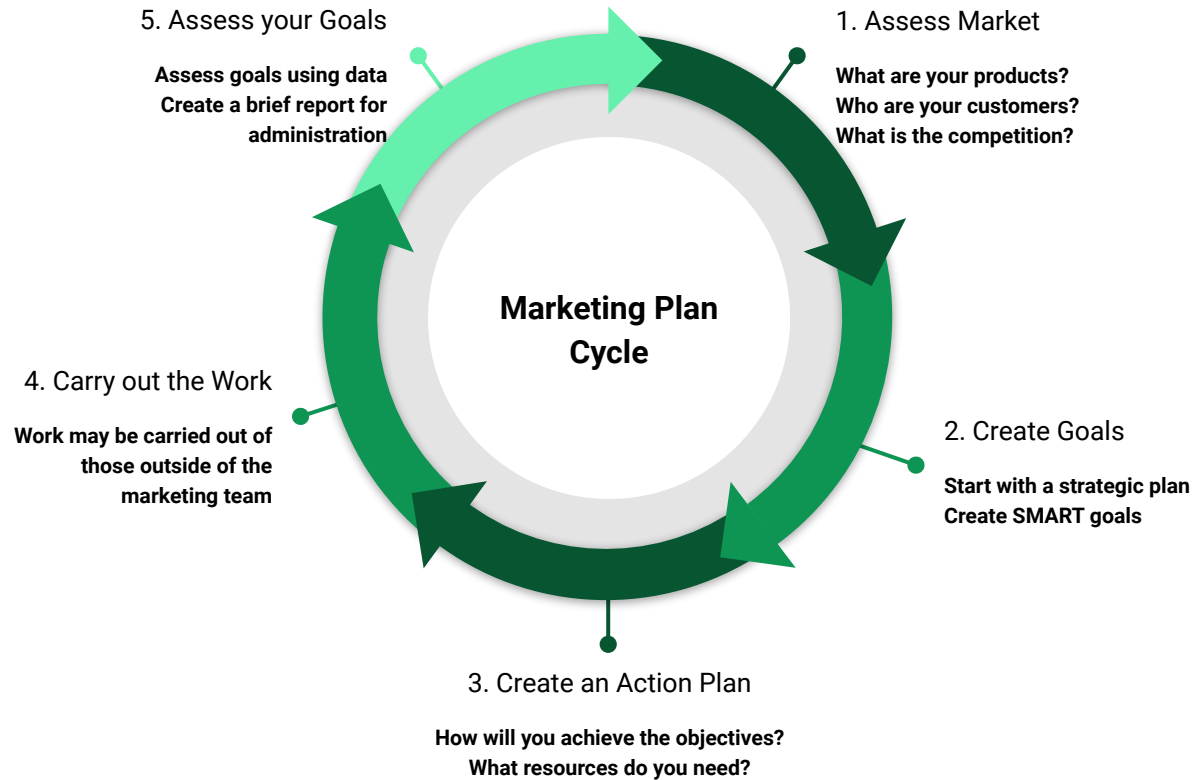 5. Assess your Goals
Assess goals using data
Create a brief report for
administration
1. Assess Market
What are your products?
Who are your customers?
What is the competition?
Marketing Plan
Cycle
4. Carry out the Work
Work may be carried out of
those outside of the
marketing team
2. Create Goals
Start with a strategic plan
Create SMART goals
3. Create an Action Plan
How will you achieve the objectives?
What resources do you need?